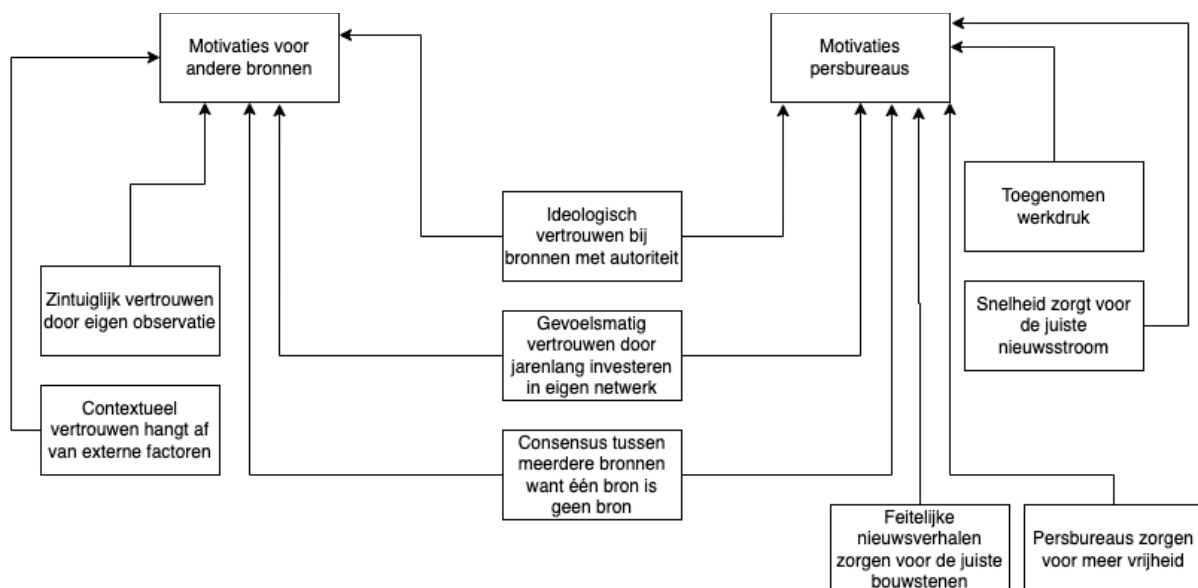 Motivaties voor
andere bronnen
Motivaties
persbureaus
Ideologisch
vertrouwen bij
bronnen met autoriteit
Toegenomen
werkdruk
Zintuiglijk vertrouwen
door eigen observatie
Gevoelsmatig
vertrouwen door
jarenlang investeren
in eigen netwerk
Snelheid zorgt voor
de juiste
nieuwsstroom
Contextueel
vertrouwen hangt af
van externe factoren
Consensus tussen
meerdere bronnen
want één bron is
geen bron
Feitelijke
nieuwsverhalen
zorgen voor de juiste
bouwstenen
Persbureaus zorgen
voor meer vrijheid